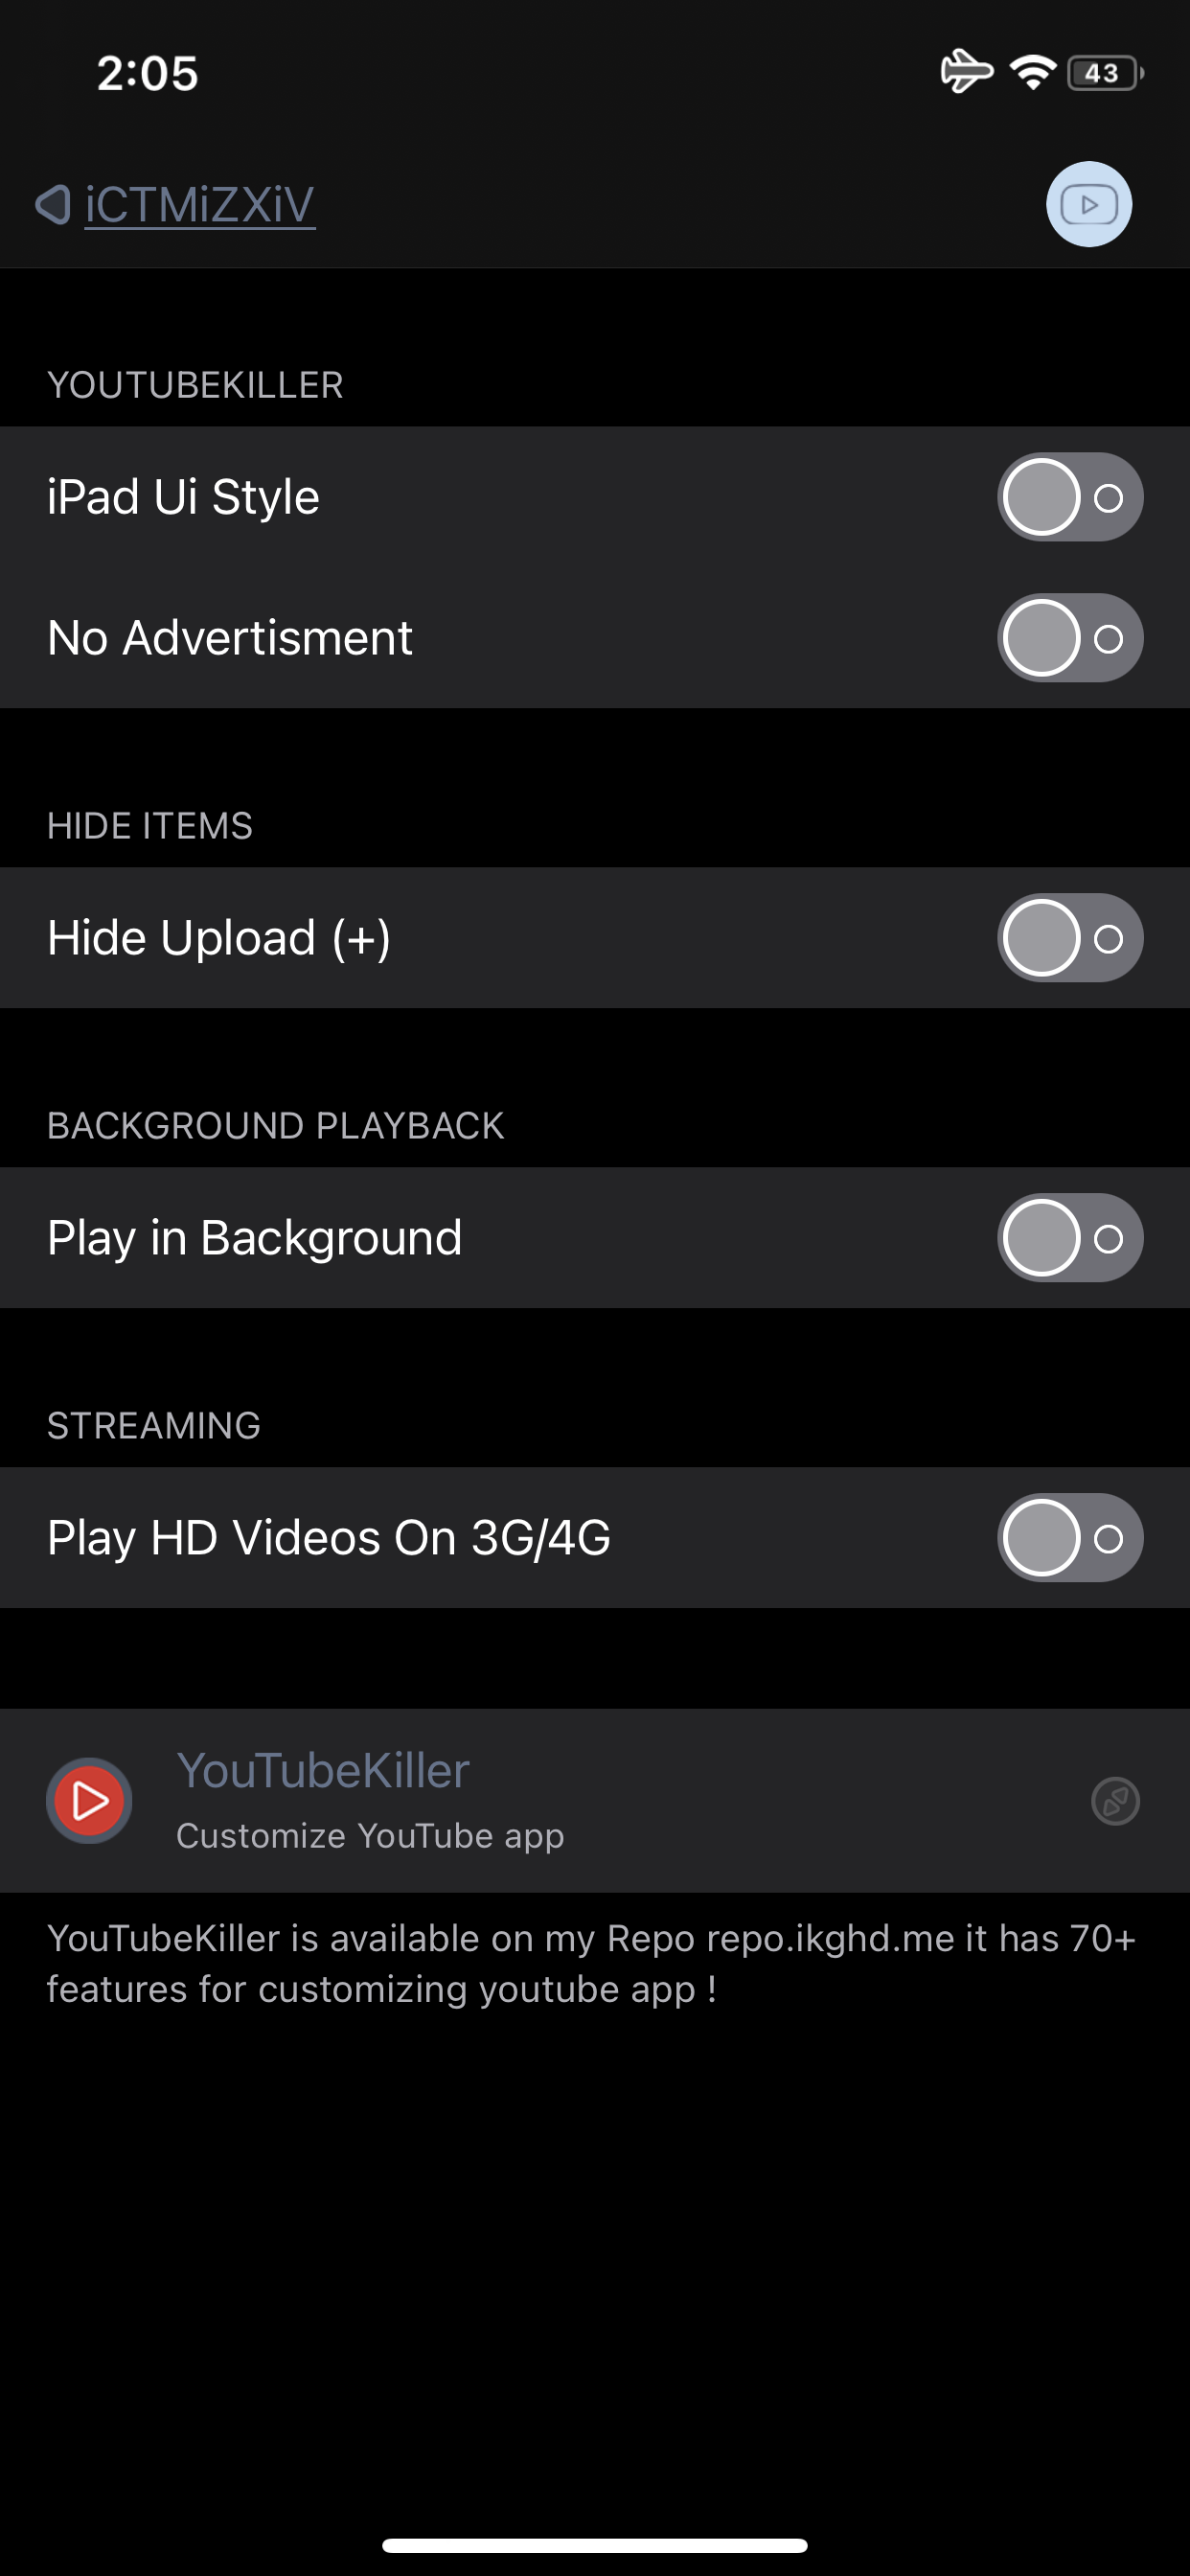 2:05
43
iCTMiZXiV
YOUTUBEKILLER
iPad Ui Style
No Advertisment
HIDE ITEMS
Hide Upload (+)
BACKGROUND PLAYBACK
Play in Background
STREAMING
Play HD Videos On 3G/4G
YouTubeKiller
Customize YouTube app
YouTubeKiller is available on my Repo repo.ikghd.me it has 70+
features for customizing youtube app !